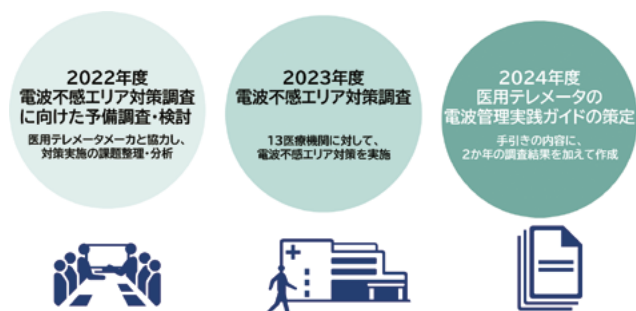 2022年度
電波不感エリア対策調査
に向けた予備調査・検討
医用テレメータメーカと協力し、
対策実施の課題整理・分析
2023年度
電波不感エリア対策調査
13医療機関に対して、
電波不感エリア対策を実施
2024年度
医用テレメータの
電波管理実践ガイドの策定
手引きの内容に、
2か年の調査結果を加えて作成